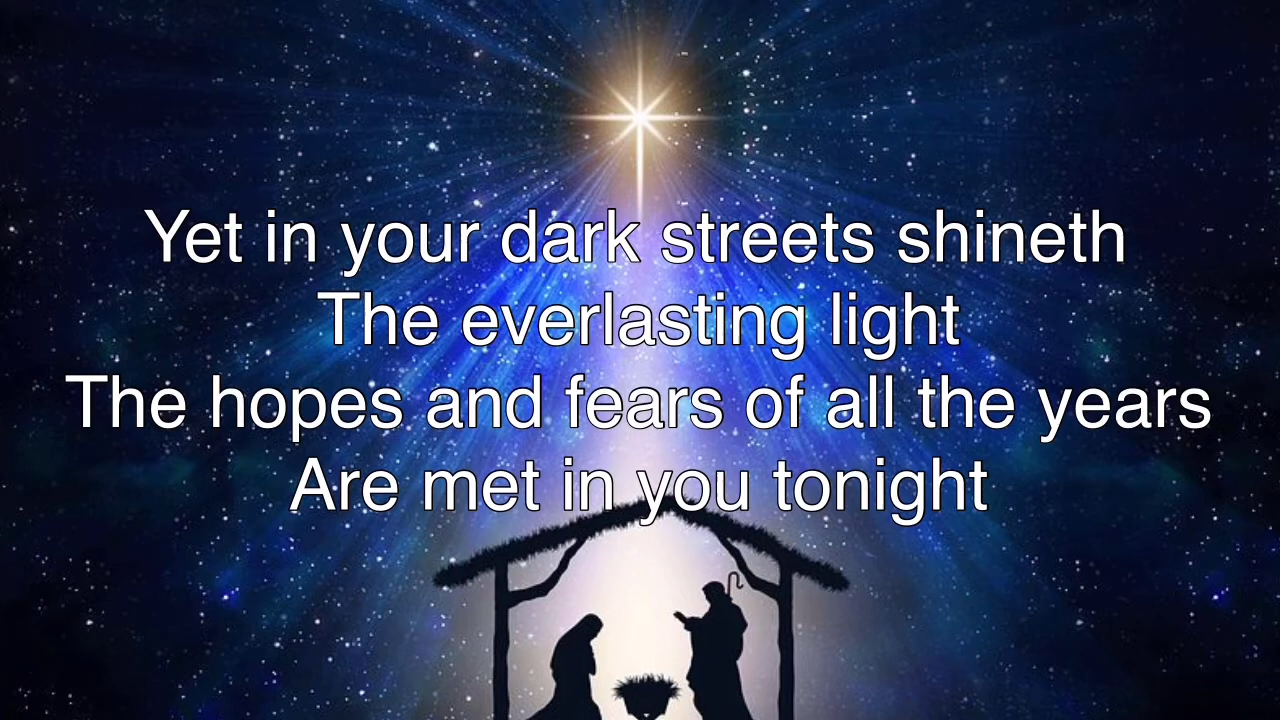 Yet in your dark streets shineth
The everlasting light
The hopes and fears of all the years
Are met in you tonight